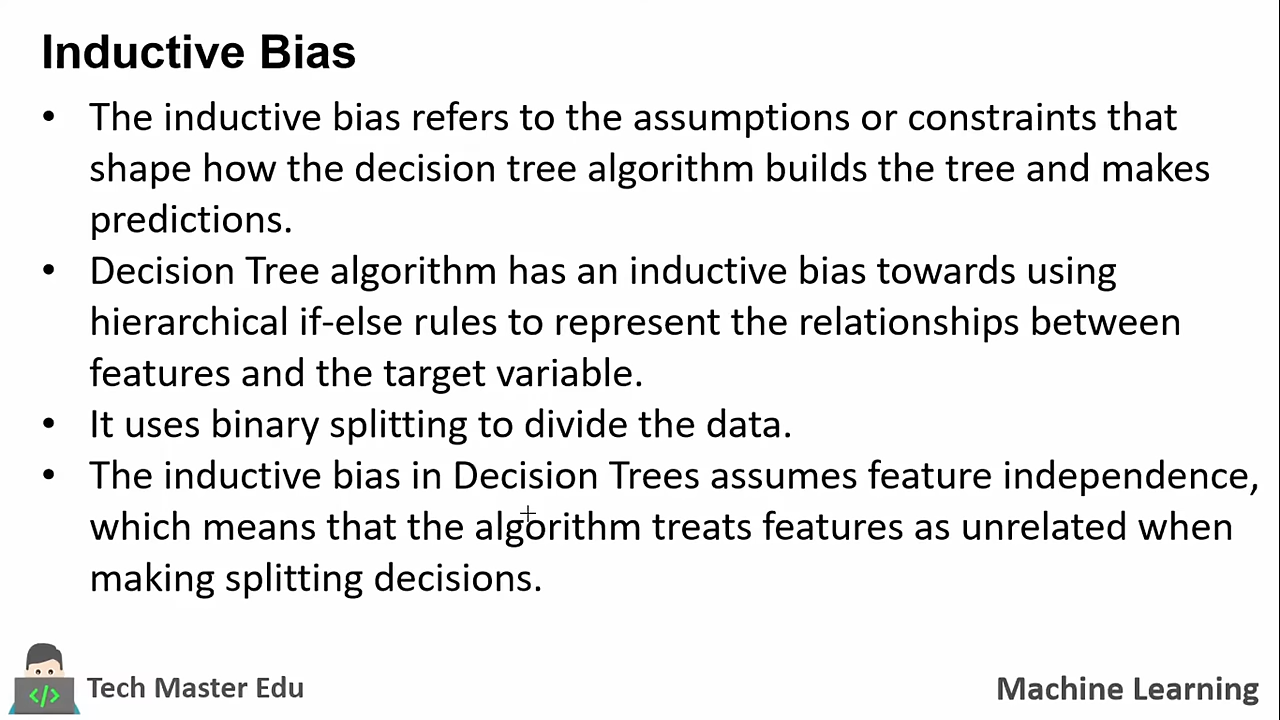 Inductive Bias
• The inductive bias refers to the assumptions or constraints that
shape how the decision tree algorithm builds the tree and makes
predictions.
• Decision Tree algorithm has an inductive bias towards using
hierarchical if-else rules to represent the relationships between
features and the target variable.
• It uses binary splitting to divide the data.
• The inductive bias in Decision Trees assumes feature independence,
which means that the algorithm treats features as unrelated when
making splitting decisions.
</>
Tech Master Edu
Machine Learning